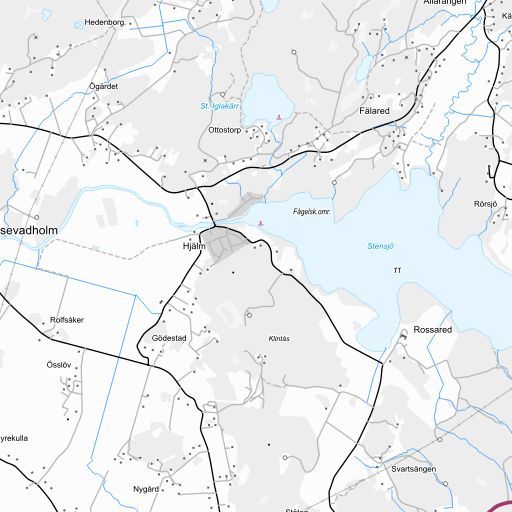 Allarängen
Hedenborg
Ögärdet
St. Iglakärr
Ottostorp
Fälared
Rörsjö
Fågelsk.omr.
sevadholm
Hjälm
Stensjö
11
Rolfsåker
Gödestad
Klintås
Rossared
Össlöv
yrekulla
Svartsängen
Nygård